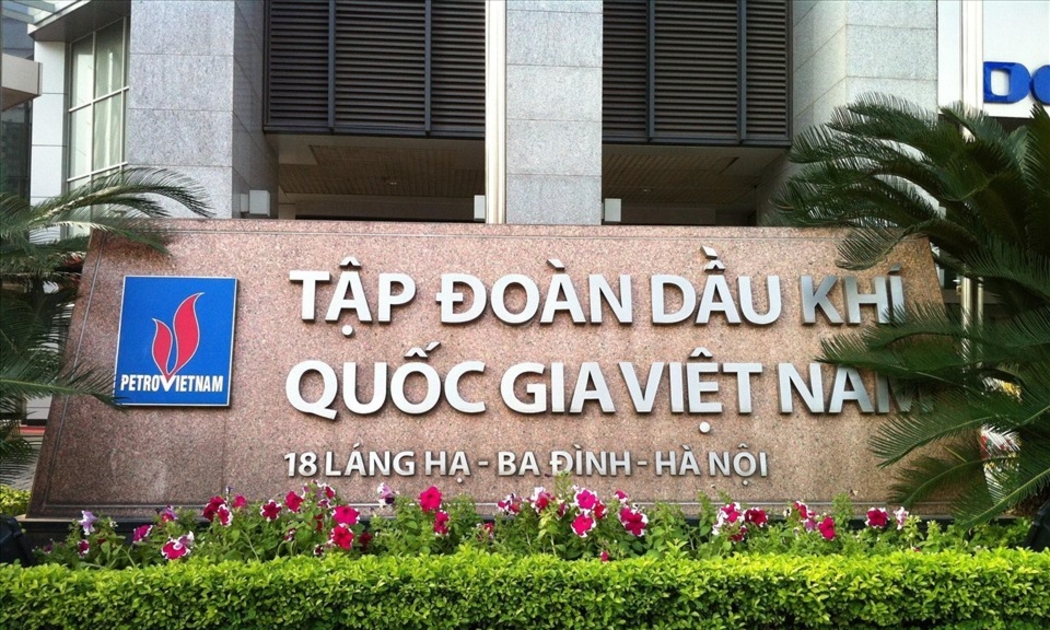 TẬP ĐOÀN DẦU KHÍ
QUỐC GIA VIỆT NAM
18 LÁNG HẠ - BA ĐÌNH - HÀ NỘI
PETROVIETNAM